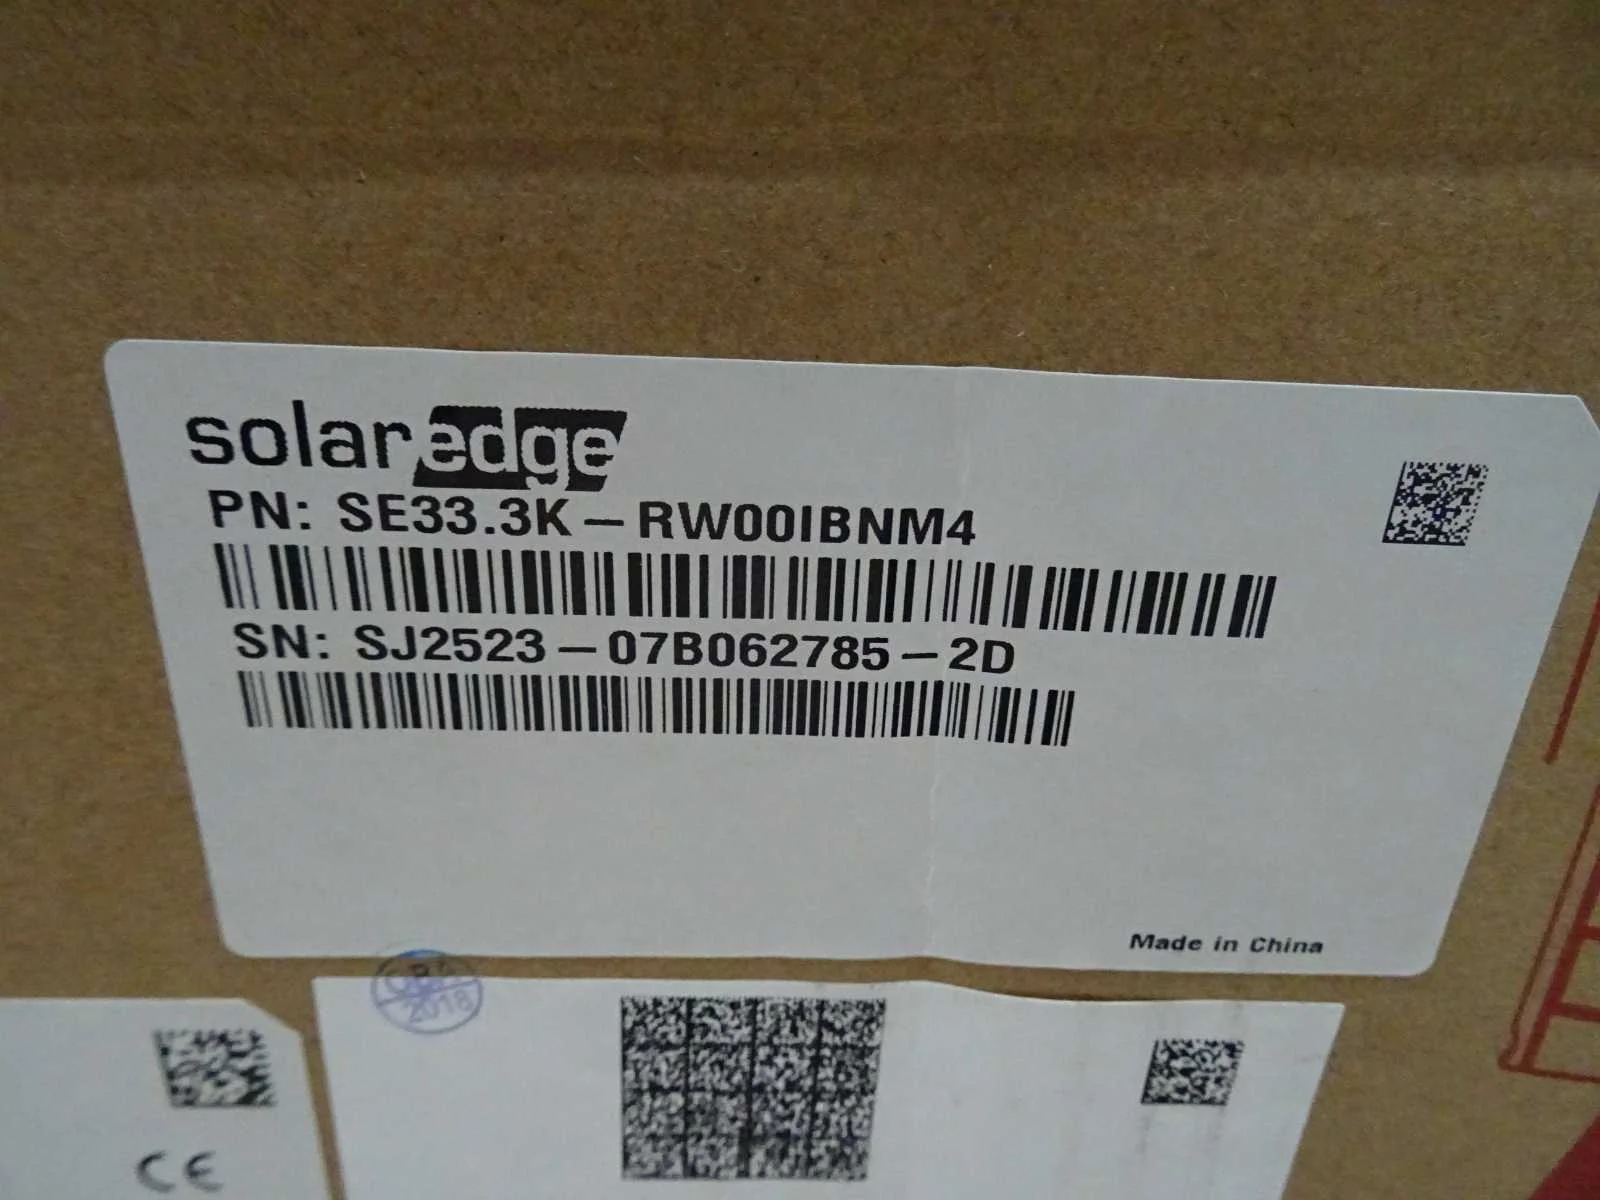 solaredge
PN: SE33.3K-RW00IBNM4
SN: SJ2523-07B062785-2D
Made in China
2018
CE